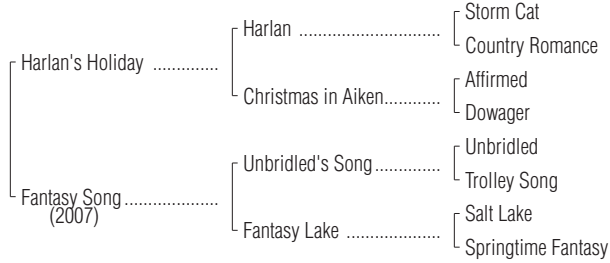 Storm Cat
Harlan ..............................
Country Romance
Harlan's Holiday ..............
Affirmed
Christmas in Aiken............
Dowager
Unbridled
Unbridled's Song..............
Trolley Song
Fantasy Song....................
(2007)
Salt Lake
Fantasy Lake ....................
Springtime Fantasy